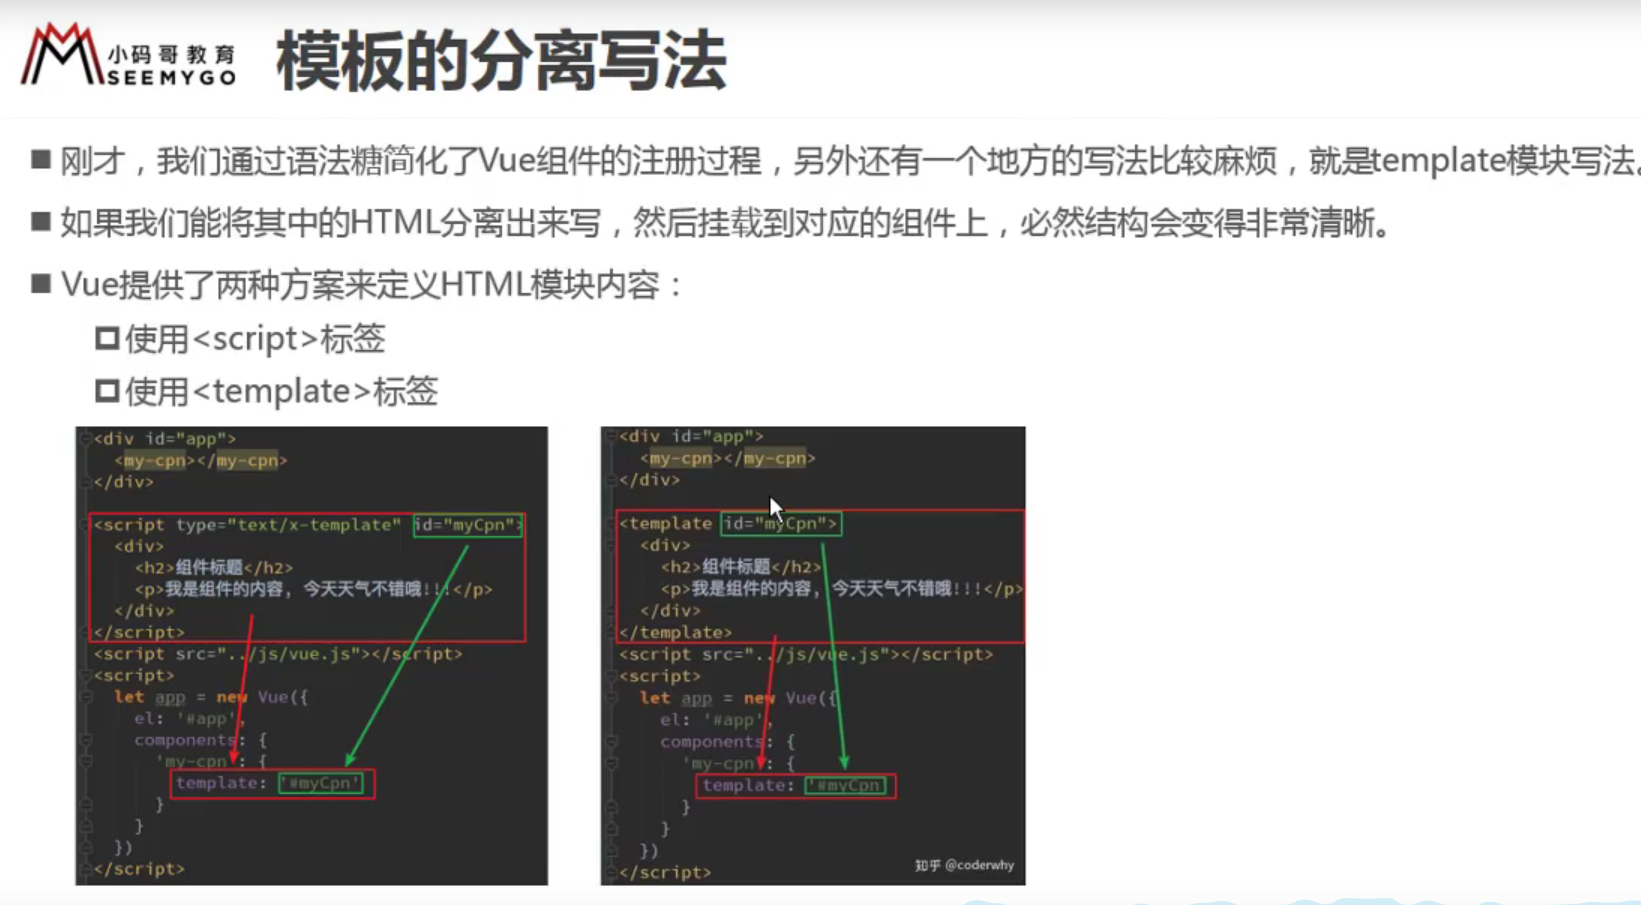 小码哥教育
SEEMYGO
模板的分离写法
刚才，我们通过语法糖简化了Vue组件的注册过程，另外还有一个地方的写法比较麻烦，就是template模块写法。
如果我们能将其中的HTML分离出来写，然后挂载到对应的组件上，必然结构会变得非常清晰。
Vue提供了两种方案来定义HTML模块内容：
使用<script>标签
使用<template>标签
<div id="app">
<my-cpn></my-cpn>
</div>
<script type="text/x-template" id="myCpn">
<div>
<h2>组件标题</h2>
<p>我是组件的内容, 今天天气不错哦!!!</p>
</div>
</script>
<script src="../js/vue.js"></script>
<script>
let app = new Vue({
el: '#app',
components: {
'my-cpn': {
template: '#myCpn'
}
}
})
</script>
<div id="app">
<my-cpn></my-cpn>
</div>
<template id="myCpn">
<div>
<h2>组件标题</h2>
<p>我是组件的内容, 今天天气不错哦!!!</p>
</div>
</template>
<script src="../js/vue.js"></script>
<script>
let app = new Vue({
el: '#app',
components: {
'my-cpn': {
template: '#myCpn
}
}
})
</script>
知乎 @coderwhy